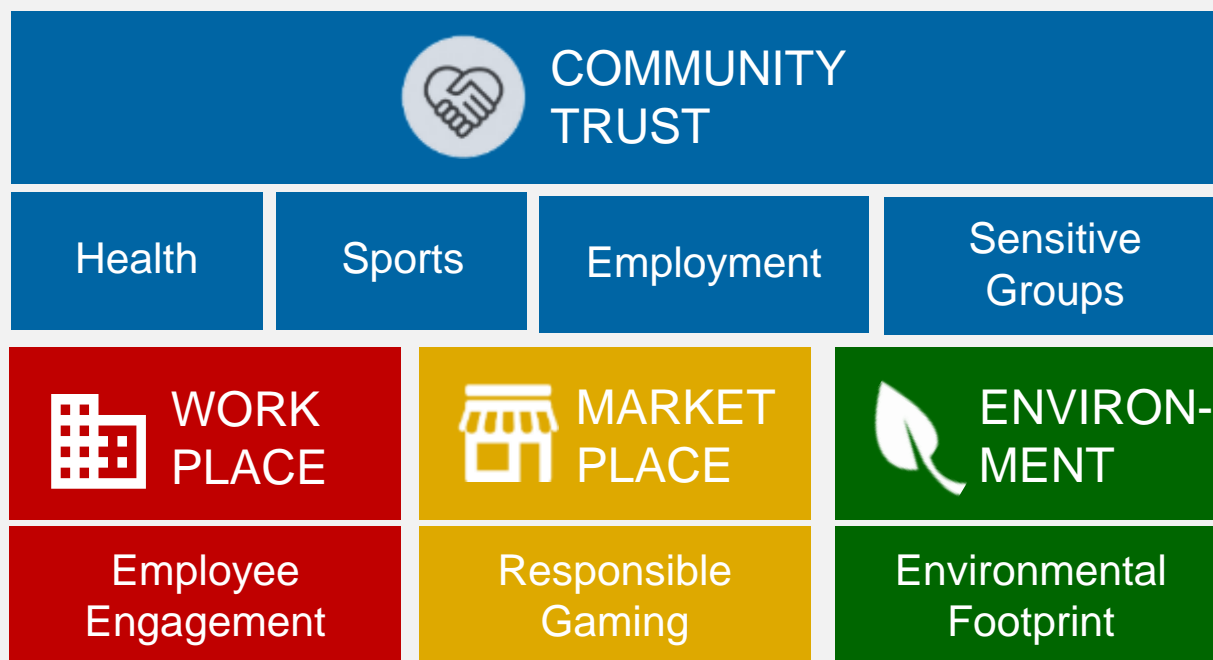 COMMUNITY
TRUST
Health
Sports
Employment
Sensitive
Groups
WORK
PLACE
MARKET
PLACE
ENVIRON-
MENT
Employee
Engagement
Responsible
Gaming
Environmental
Footprint